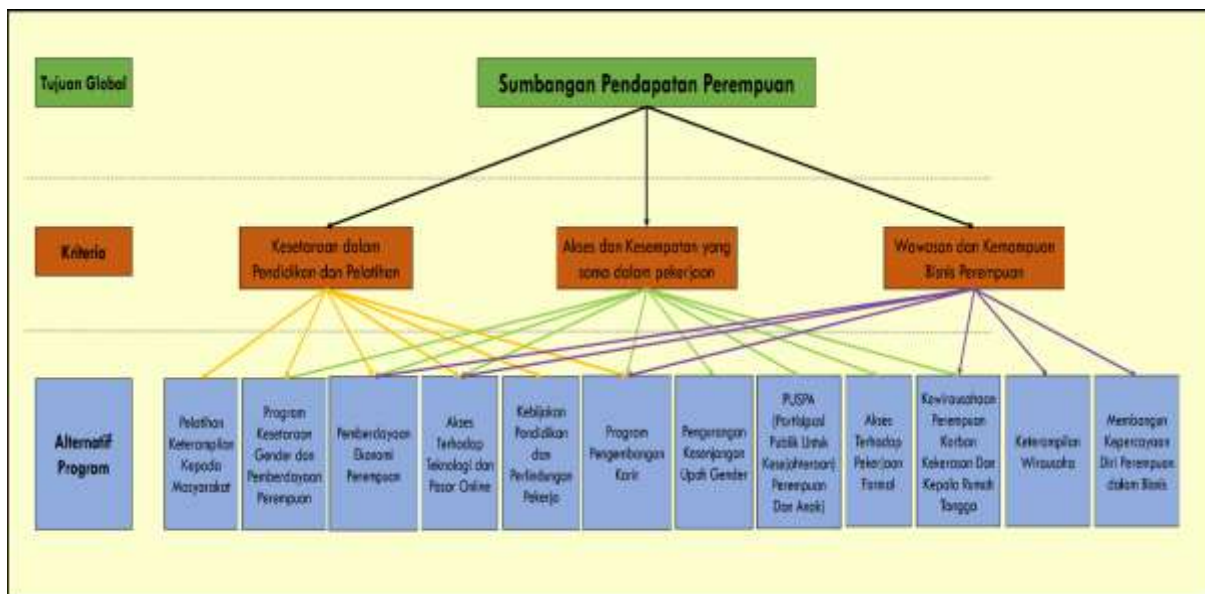 Tujuan Global
Sumbangan Pendapatan Perempuan
Kriteria
Kesetaraan dalam
Pendidikan dan Pelatihan
Akses dan Kesempatan yang
sama dalam pekerjaan
Wawasan dan Kemampuan
Bisnis Perempuan
Alternatif
Program
Pelatihan
Keterampilan
Kepada
Masyarakat
Program
Kesetaraan
Gender dan
Pemberdayaan
Perempuan
Pemberdayaan
Ekonomi
Perempuan
Akses
Terhadap
Teknologi dan
Pasar Online
Kebijakan
Pendidikan
dan
Perlindungan
Pekerja
Program
Pengembangan
Karir
Pengurangan
Kesenjangan
Upah Gender
PUSPA
(Partisipasi
Publik Untuk
Kesejahteraan)
Perempuan
Dan Anak)
Akses
Terhadap
Pekerjaan
Formal
Kewirausahaan
Perempuan
Korban
Kekerasan Dan
Kepala Rumah
Tangga
Keterampilan
Wirausaha
Membangun
Kepercayaan
Diri Perempuan
dalam Bisnis